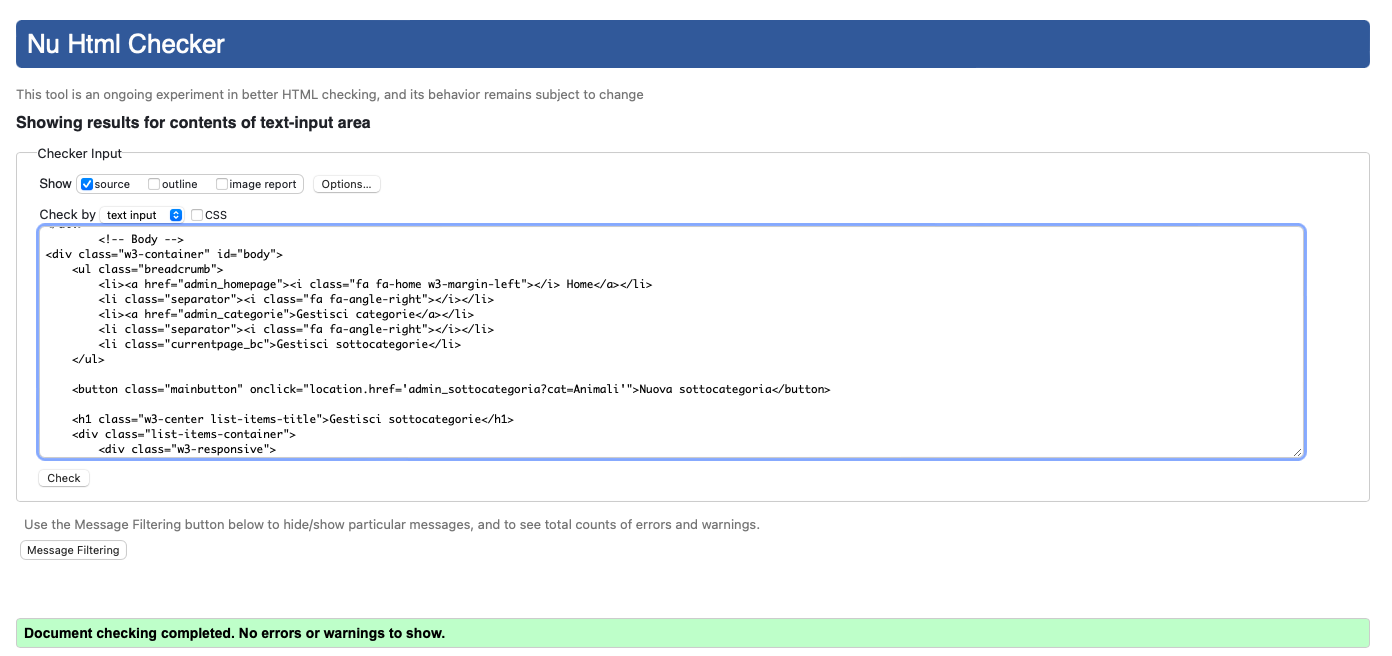 Nu Html Checker
This tool is an ongoing experiment in better HTML checking, and its behavior remains subject to change
Showing results for contents of text-input area
Checker Input
Show source outline image report Options...
Check by text input CSS
<!-- Body -->
<div class="w3-container" id="body">
<ul class="breadcrumb">
<li><a href="admin_homepage"><i class="fa fa-home w3-margin-left"></i> Home</a></li>
<li class="separator"><i class="fa fa-angle-right"></i></li>
<li><a href="admin_categorie">Gestisci categorie</a></li>
<li class="separator"><i class="fa fa-angle-right"></i></li>
<li class="currentpage_bc">Gestisci sottocategorie</li>
</ul>
<button class="mainbutton" onclick="location.href='admin_sottocategoria?cat=Animali'">Nuova sottocategoria</button>
<h1 class="w3-center list-items-title">Gestisci sottocategorie</h1>
<div class="list-items-container">
<div class="w3-responsive">
Check
Use the Message Filtering button below to hide/show particular messages, and to see total counts of errors and warnings.
Message Filtering
Document checking completed. No errors or warnings to show.